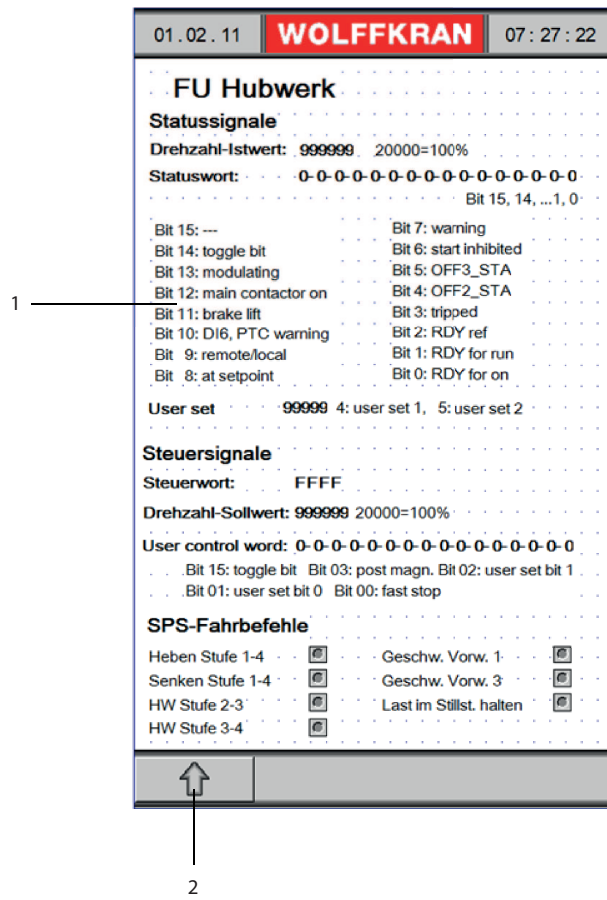 01.02.11 WOLFFKRAN 07:27:22
FU Hubwerk
Statussignale
Drehzahl-Istwert: 999999 20000=100%
Statuswort: 0-0-0-0-0-0-0-0-0-0-0-0-0-0-0-0
Bit 15, 14, ...1, 0
Bit 15: ---
Bit 14: toggle bit
Bit 13: modulating
Bit 12: main contactor on
Bit 11: brake lift
Bit 10: DI6, PTC warning
Bit 9: remote/local
Bit 8: at setpoint
Bit 7: warning
Bit 6: start inhibited
Bit 5: OFF3_STA
Bit 4: OFF2_STA
Bit 3: tripped
Bit 2: RDY ref
Bit 1: RDY for run
Bit 0: RDY for on
1
User set 99999 4: user set 1, 5: user set 2
Steuersignale
Steuerwort: FFFF
Drehzahl-Sollwert: 999999 20000=100%
User control word: 0-0-0-0-0-0-0-0-0-0-0-0-0-0-0-0
Bit 15: toggle bit Bit 03: post magn. Bit 02: user set bit 1
Bit 01: user set bit 0 Bit 00: fast stop
SPS-Fahrbefehle
Heben Stufe 1-4
Senken Stufe 1-4
HW Stufe 2-3
HW Stufe 3-4
Geschw. Vorw. 1
Geschw. Vorw. 3
Last im Stillst. halten
2